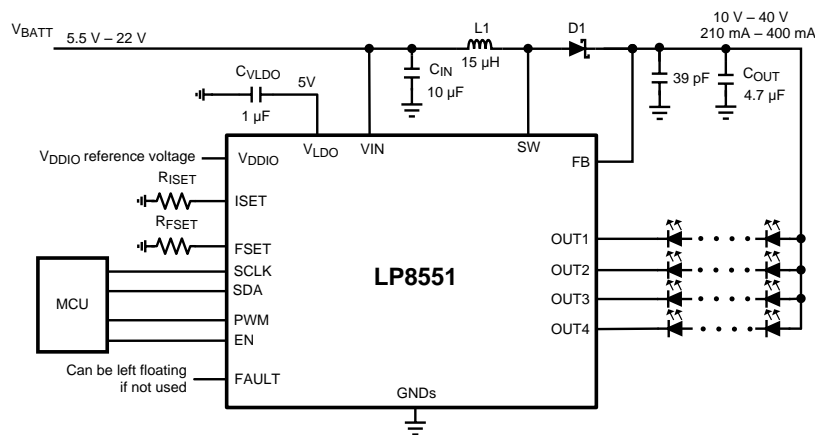 VBATT
5.5 V – 22 V
L1
15 µH
D1
10 V – 40 V
210 mA – 400 mA
CVLDO
1 µF
5V
CIN
10 µF
39 pF
COUT
4.7 µF
VDDIO reference voltage
VDDIO
VLDO
VIN
SW
FB
RISET
ISET
RFSET
FSET
MCU
SCLK
SDA
PWM
EN
LP8551
OUT1
OUT2
OUT3
OUT4
Can be left floating
if not used
FAULT
GNDs